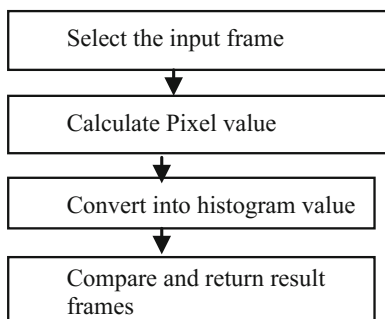 Select the input frame
Calculate Pixel value
Convert into histogram value
Compare and return result
frames